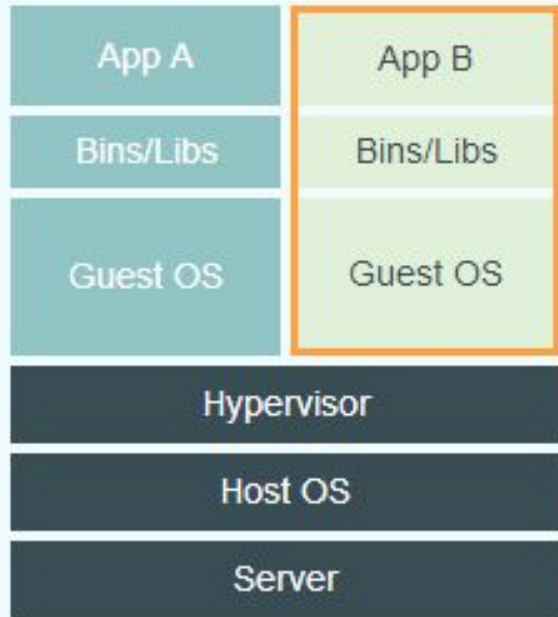 App A
Bins/Libs
Guest OS
App B
Bins/Libs
Guest OS
Hypervisor
Host OS
Server